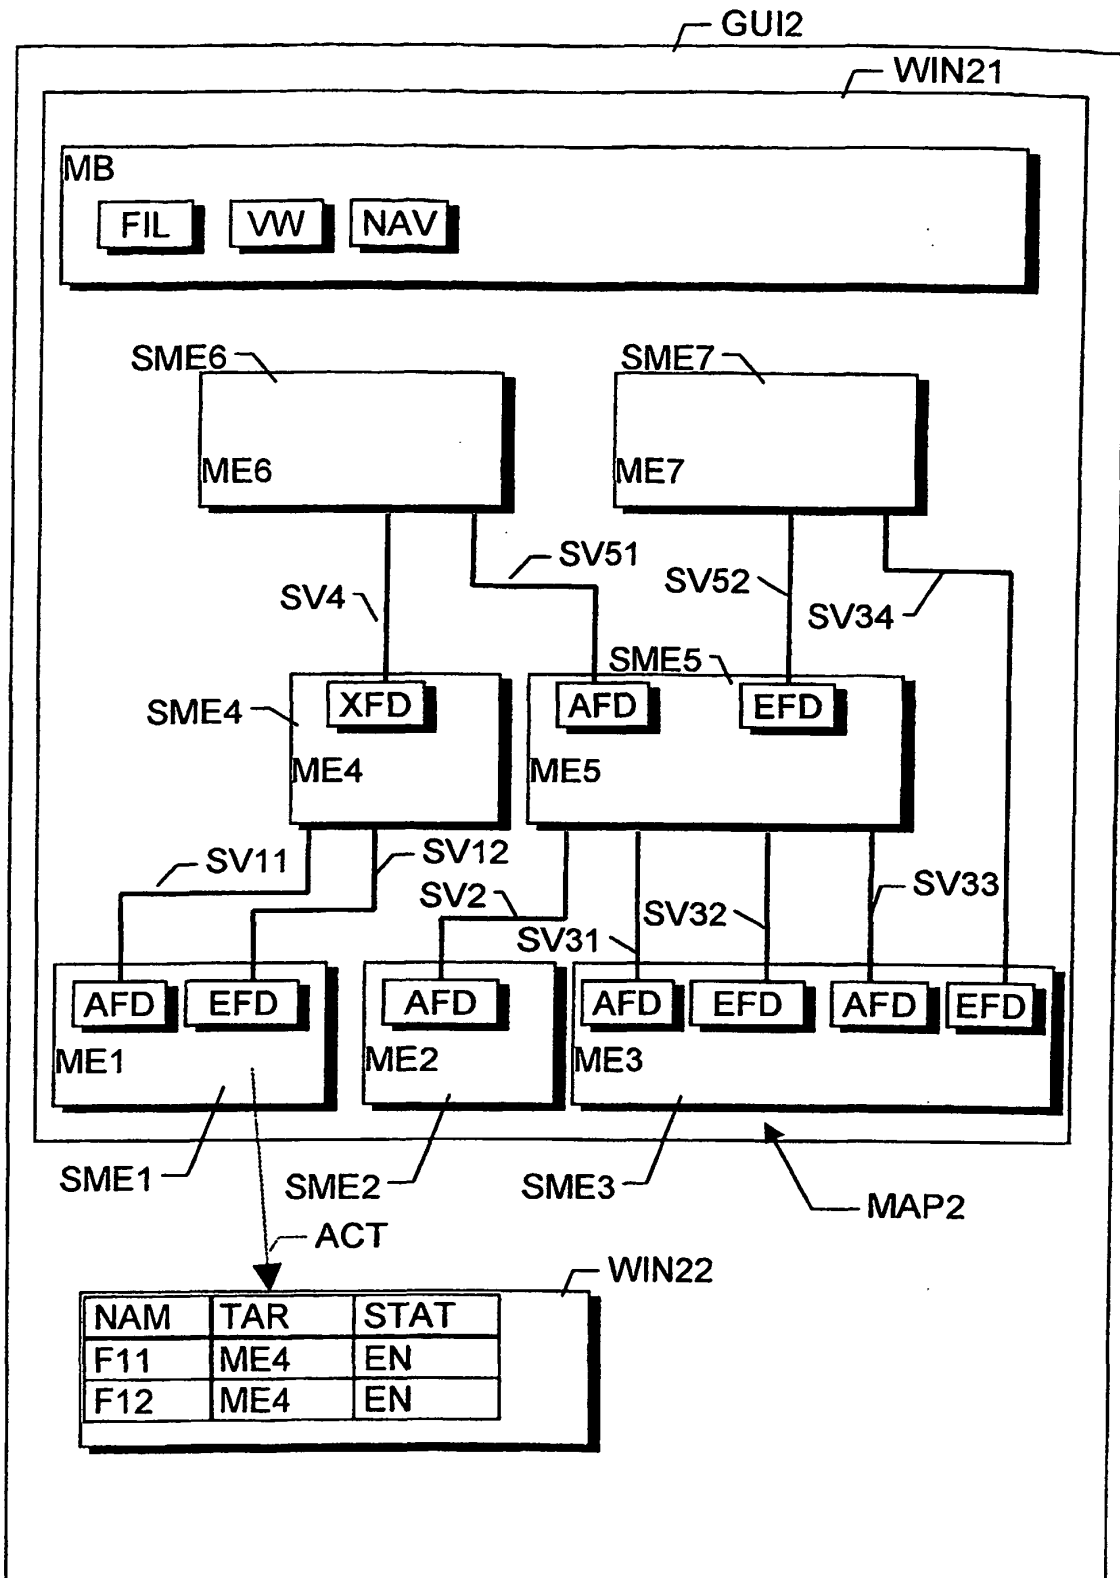 GUI2
WIN21
MB
FIL VW NAV
SME6 SME7
ME6 ME7
SV51
SV4 SV52 SV34
SME5
SME4 XFD AFD EFD
ME4 ME5
SV11 SV12
SV2 SV33
SV31 SV32
AFD EFD AFD AFD EFD AFD EFD
ME1 ME2 ME3
SME1 SME2 SME3
MAP2
ACT
WIN22
NAM TAR STAT
F11 ME4 EN
F12 ME4 EN